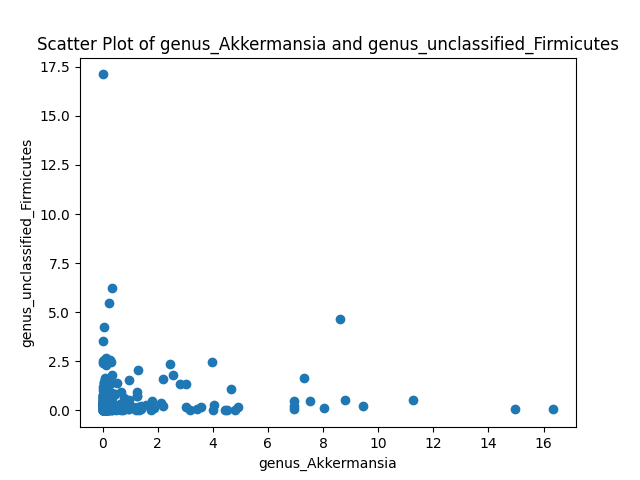 Scatter Plot of genus_Akkermansia and genus_unclassified_Firmicutes
17.5
15.0
12.5
10.0
7.5
5.0
2.5
0.0
genus_unclassified_Firmicutes
0 2 4 6 8 10 12 14 16
genus_Akkermansia